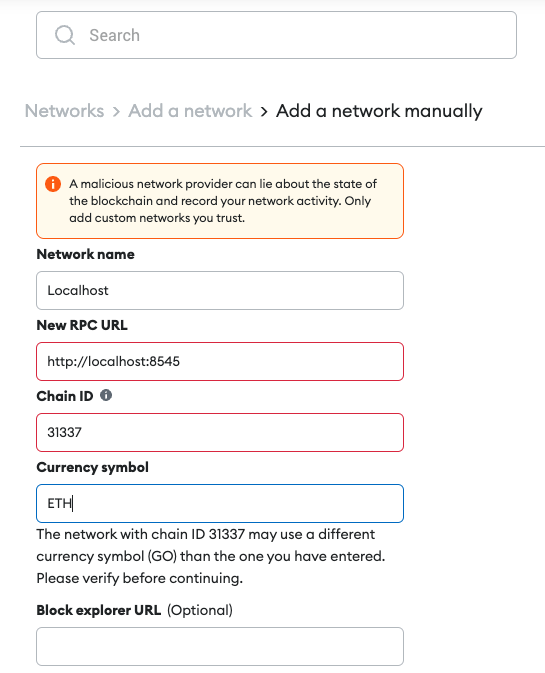 Search
Networks > Add a network > Add a network manually
A malicious network provider can lie about the state of
the blockchain and record your network activity. Only
add custom networks you trust.
Network name
Localhost
New RPC URL
http://localhost:8545
Chain ID
31337
Currency symbol
ETH
The network with chain ID 31337 may use a different
currency symbol (GO) than the one you have entered.
Please verify before continuing.
Block explorer URL (Optional)